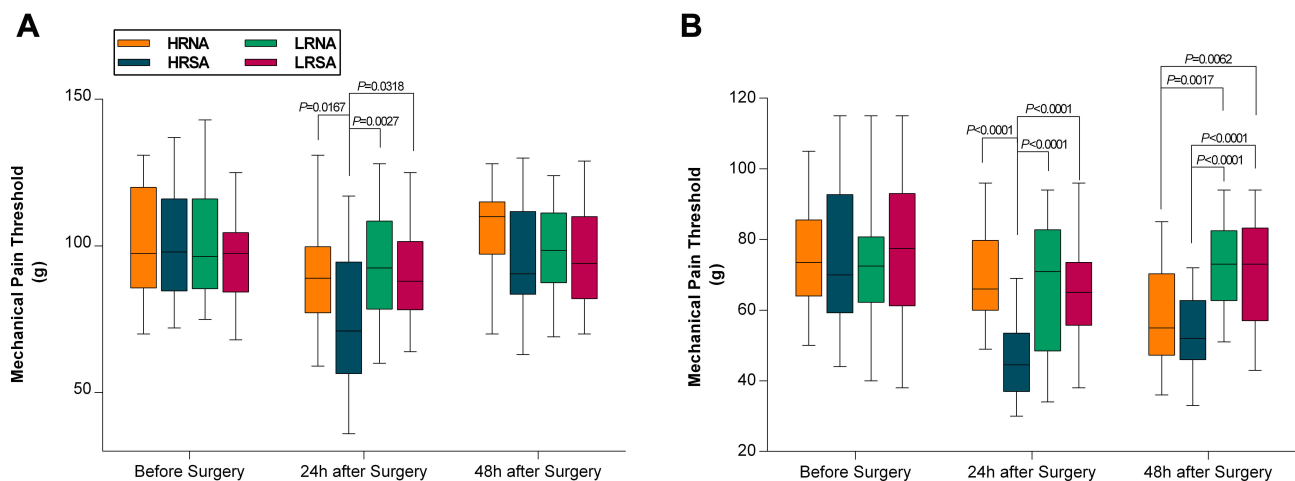 A
HRNA
LRNA
HRSA
LRSA
Mechanical Pain Threshold
(g)
150
100
50
P=0.0167
P=0.0318
P=0.0027
Before Surgery
24h after Surgery
48h after Surgery
B
Mechanical Pain Threshold
(g)
120
100
80
60
40
20
P<0.0001
P<0.0001
P<0.0001
P=0.0062
P=0.0017
P<0.0001
P<0.0001
Before Surgery
24h after Surgery
48h after Surgery